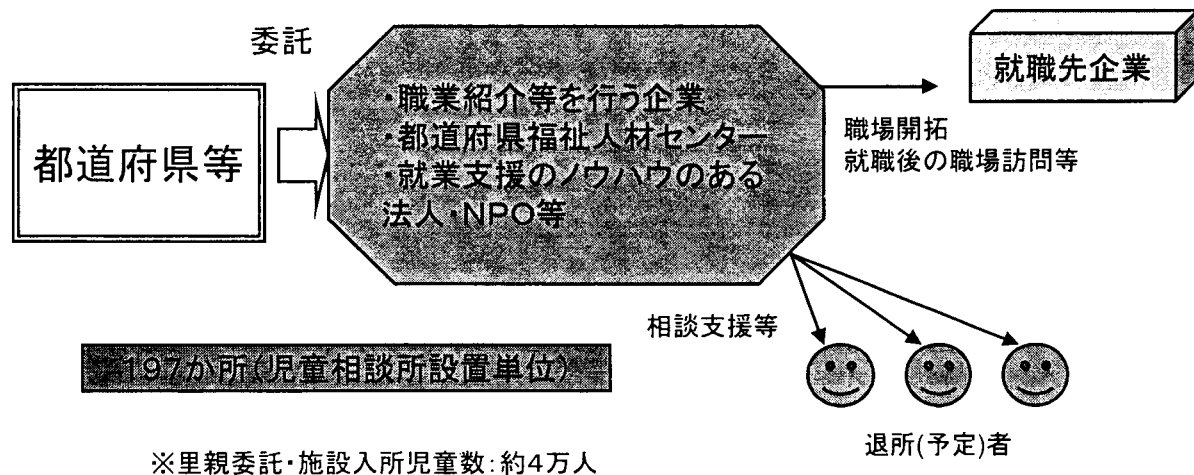 委託
都道府県等
・職業紹介等を行う企業
・都道府県福祉人材センター
・就業支援のノウハウのある
法人・NPO等
就職先企業
職場開拓
就職後の職場訪問等
相談支援等
197か所(児童相談所設置単位)
退所(予定)者
※里親委託・施設入所児童数：約4万人